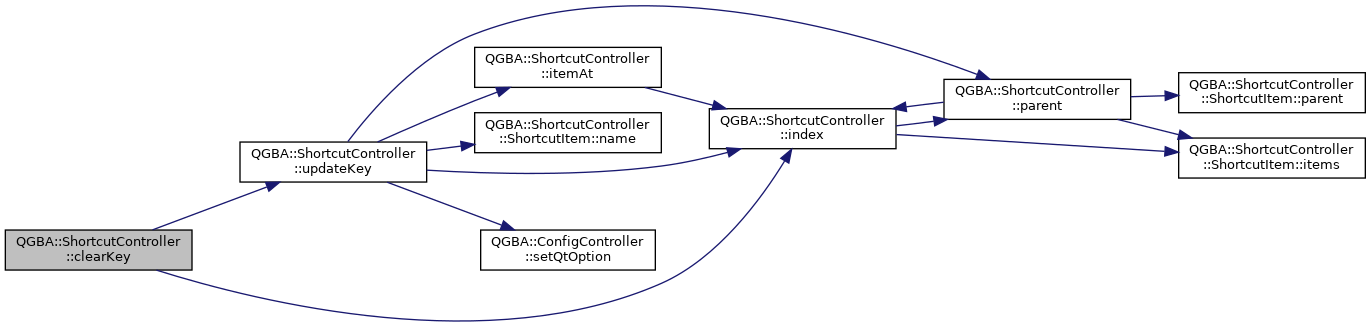 QGBA::ShortcutController
::clearKey
QGBA::ShortcutController
::updateKey
QGBA::ShortcutController
::itemAt
QGBA::ShortcutController
::ShortcutItem::name
QGBA::ConfigController
::setQtOption
QGBA::ShortcutController
::index
QGBA::ShortcutController
::parent
QGBA::ShortcutController
::ShortcutItem::parent
QGBA::ShortcutController
::ShortcutItem::items